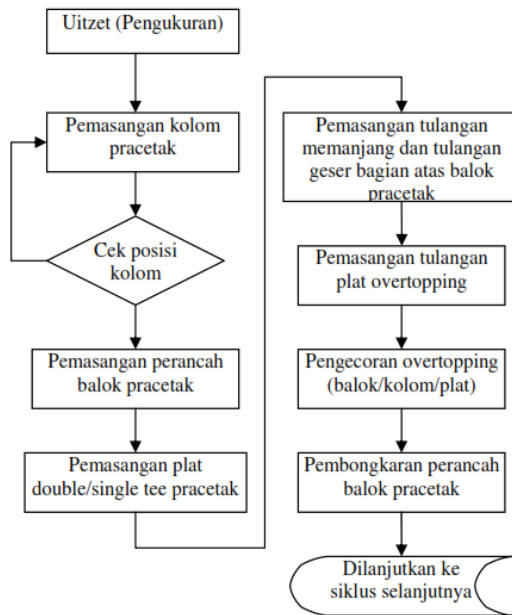 Uitzet (Pengukuran)
Pemasangan kolom
pracetak
Cek posisi
kolom
Pemasangan perancah
balok pracetak
Pemasangan plat
double/single tee pracetak
Pemasangan tulangan
memanjang dan tulangan
geser bagian atas balok
pracetak
Pemasangan tulangan
plat overtopping
Pengecoran overtopping
(balok/kolom/plat)
Pembongkaran perancah
balok pracetak
Dilanjutkan ke
siklus selanjutnya